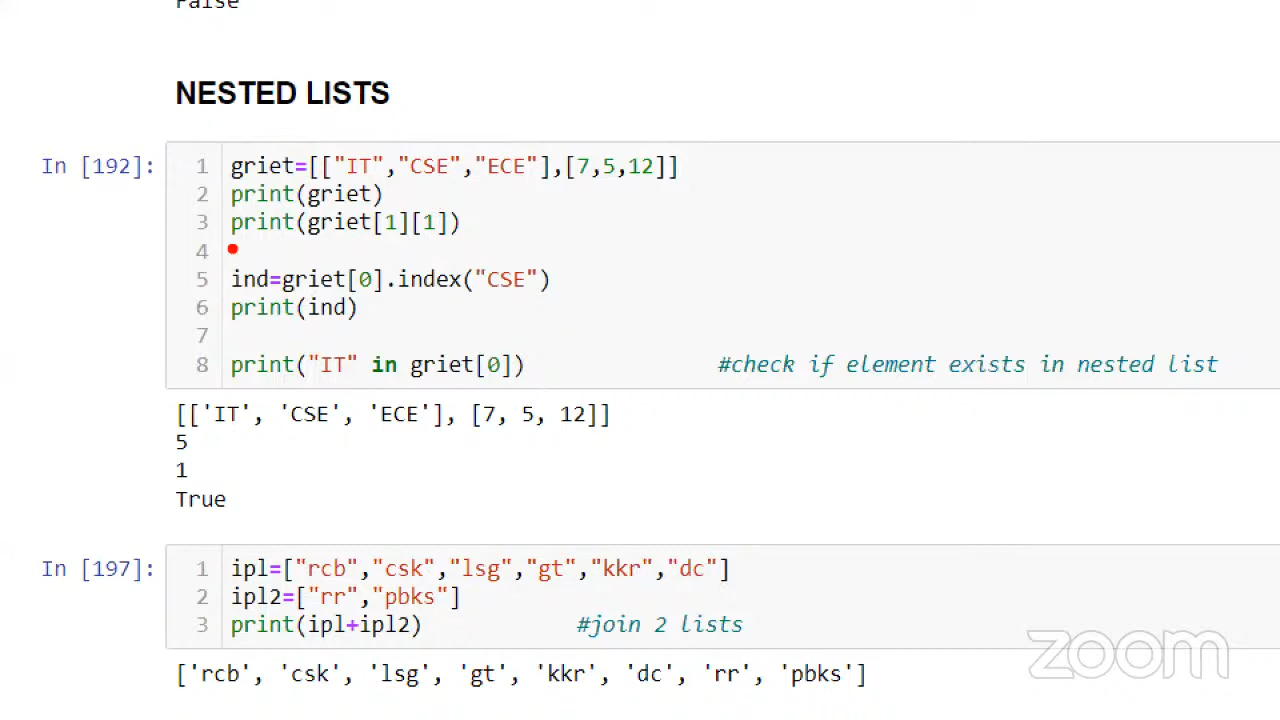 False
NESTED LISTS
In [192]:
1 griet=[["IT","CSE","ECE"],[7,5,12]]
2 print(griet)
3 print(griet[1][1])
4
5 ind=griet[0].index("CSE")
6 print(ind)
7
8 print("IT" in griet[0]) #check if element exists in nested list
[['IT', 'CSE', 'ECE'], [7, 5, 12]]
5
1
True
In [197]:
1 ipl=["rcb","csk","lsg","gt","kkr","dc"]
2 ipl2=["rr","pbks"]
3 print(ipl+ipl2) #join 2 lists
['rcb', 'csk', 'lsg', 'gt', 'kkr', 'dc', 'rr', 'pbks']
zoom